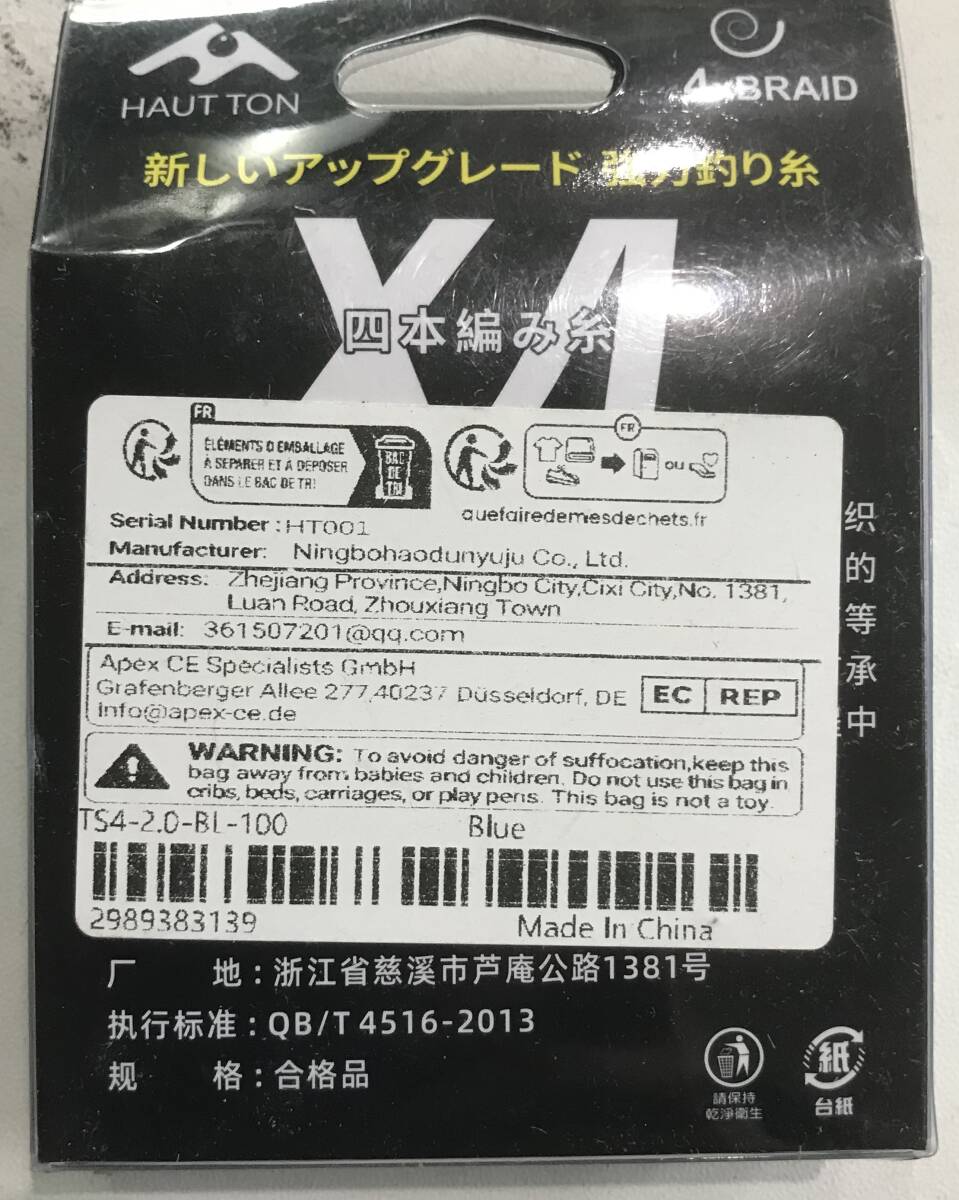 HAUT TON
4xBRAID
新しいアップグレード 強力釣り糸
X4
四本編み糸
FR
ÉLÉMENTS D'EMBALLAGE
À SÉPARER ET À DÉPOSER
DANS LE BAC DE TRI
BAC
DE
TRI
FR
OU
quefairedemesdechets.fr
Serial Number : HT001
Manufacturer: Ningbohaodunyuju Co., Ltd.
Address: Zhejiang Province,Ningbo City,Cixi City,No. 1381,
Luan Road, Zhouxiang Town
E-mail: 361507201@qq.com
Apex CE Specialists GmbH
Grafenberger Allee 277,40237 Düsseldorf, DE
Info@apex-ce.de
EC REP
WARNING: To avoid danger of suffocation,keep this
bag away from babies and children. Do not use this bag in
cribs, beds, carriages, or play pens. This bag is not a toy.
TS4-2.0-BL-100 Blue
2989383139 Made In China
织
的
等
承
中
厂 地：浙江省慈溪市芦庵公路1381号
执行标准：QB/T 4516-2013
规 格：合格品
請保持
乾淨衛生
紙
台紙